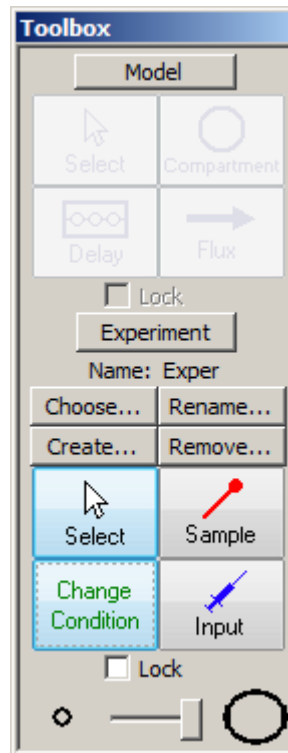 Toolbox
Model
Select
Compartment
Delay
Flux
Lock
Experiment
Name: Exper
Choose...
Rename...
Create...
Remove...
Select
Sample
Change
Condition
Input
Lock